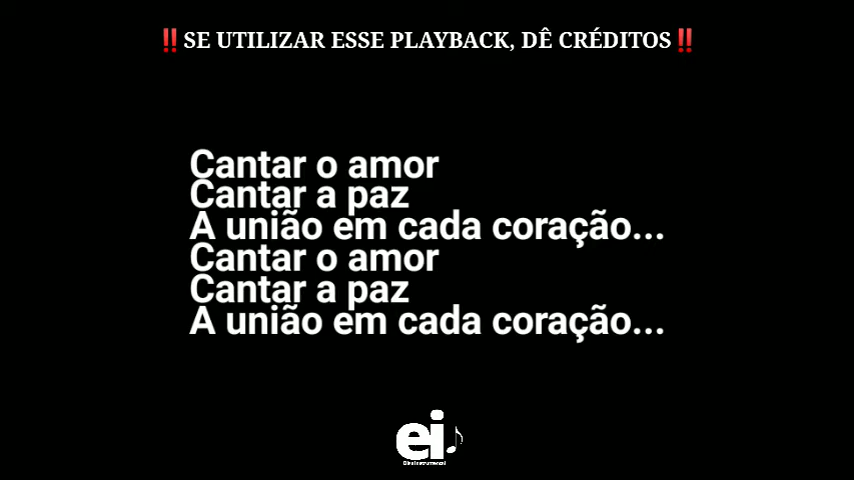 ‼️SE UTILIZAR ESSE PLAYBACK, DÊ CRÉDITOS‼️
Cantar o amor
Cantar a paz
A união em cada coração...
Cantar o amor
Cantar a paz
A união em cada coração...
ei